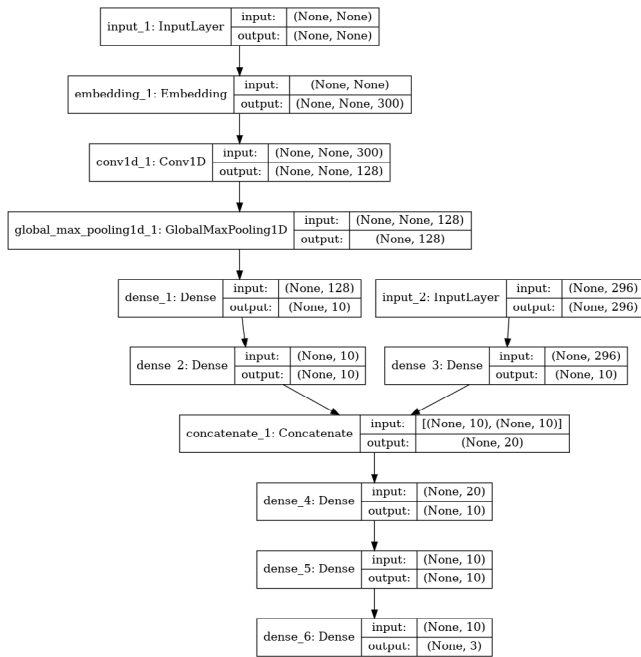 input_1: InputLayer
input: (None, None)
output: (None, None)
embedding_1: Embedding
input: (None, None)
output: (None, None, 300)
conv1d_1: Conv1D
input: (None, None, 300)
output: (None, None, 128)
global_max_pooling1d_1: GlobalMaxPooling1D
input: (None, None, 128)
output: (None, 128)
dense_1: Dense
input: (None, 128)
output: (None, 10)
input_2: InputLayer
input: (None, 296)
output: (None, 296)
dense_2: Dense
input: (None, 10)
output: (None, 10)
dense_3: Dense
input: (None, 296)
output: (None, 10)
concatenate_1: Concatenate
input: [(None, 10), (None, 10)]
output: (None, 20)
dense_4: Dense
input: (None, 20)
output: (None, 10)
dense_5: Dense
input: (None, 10)
output: (None, 10)
dense_6: Dense
input: (None, 10)
output: (None, 3)